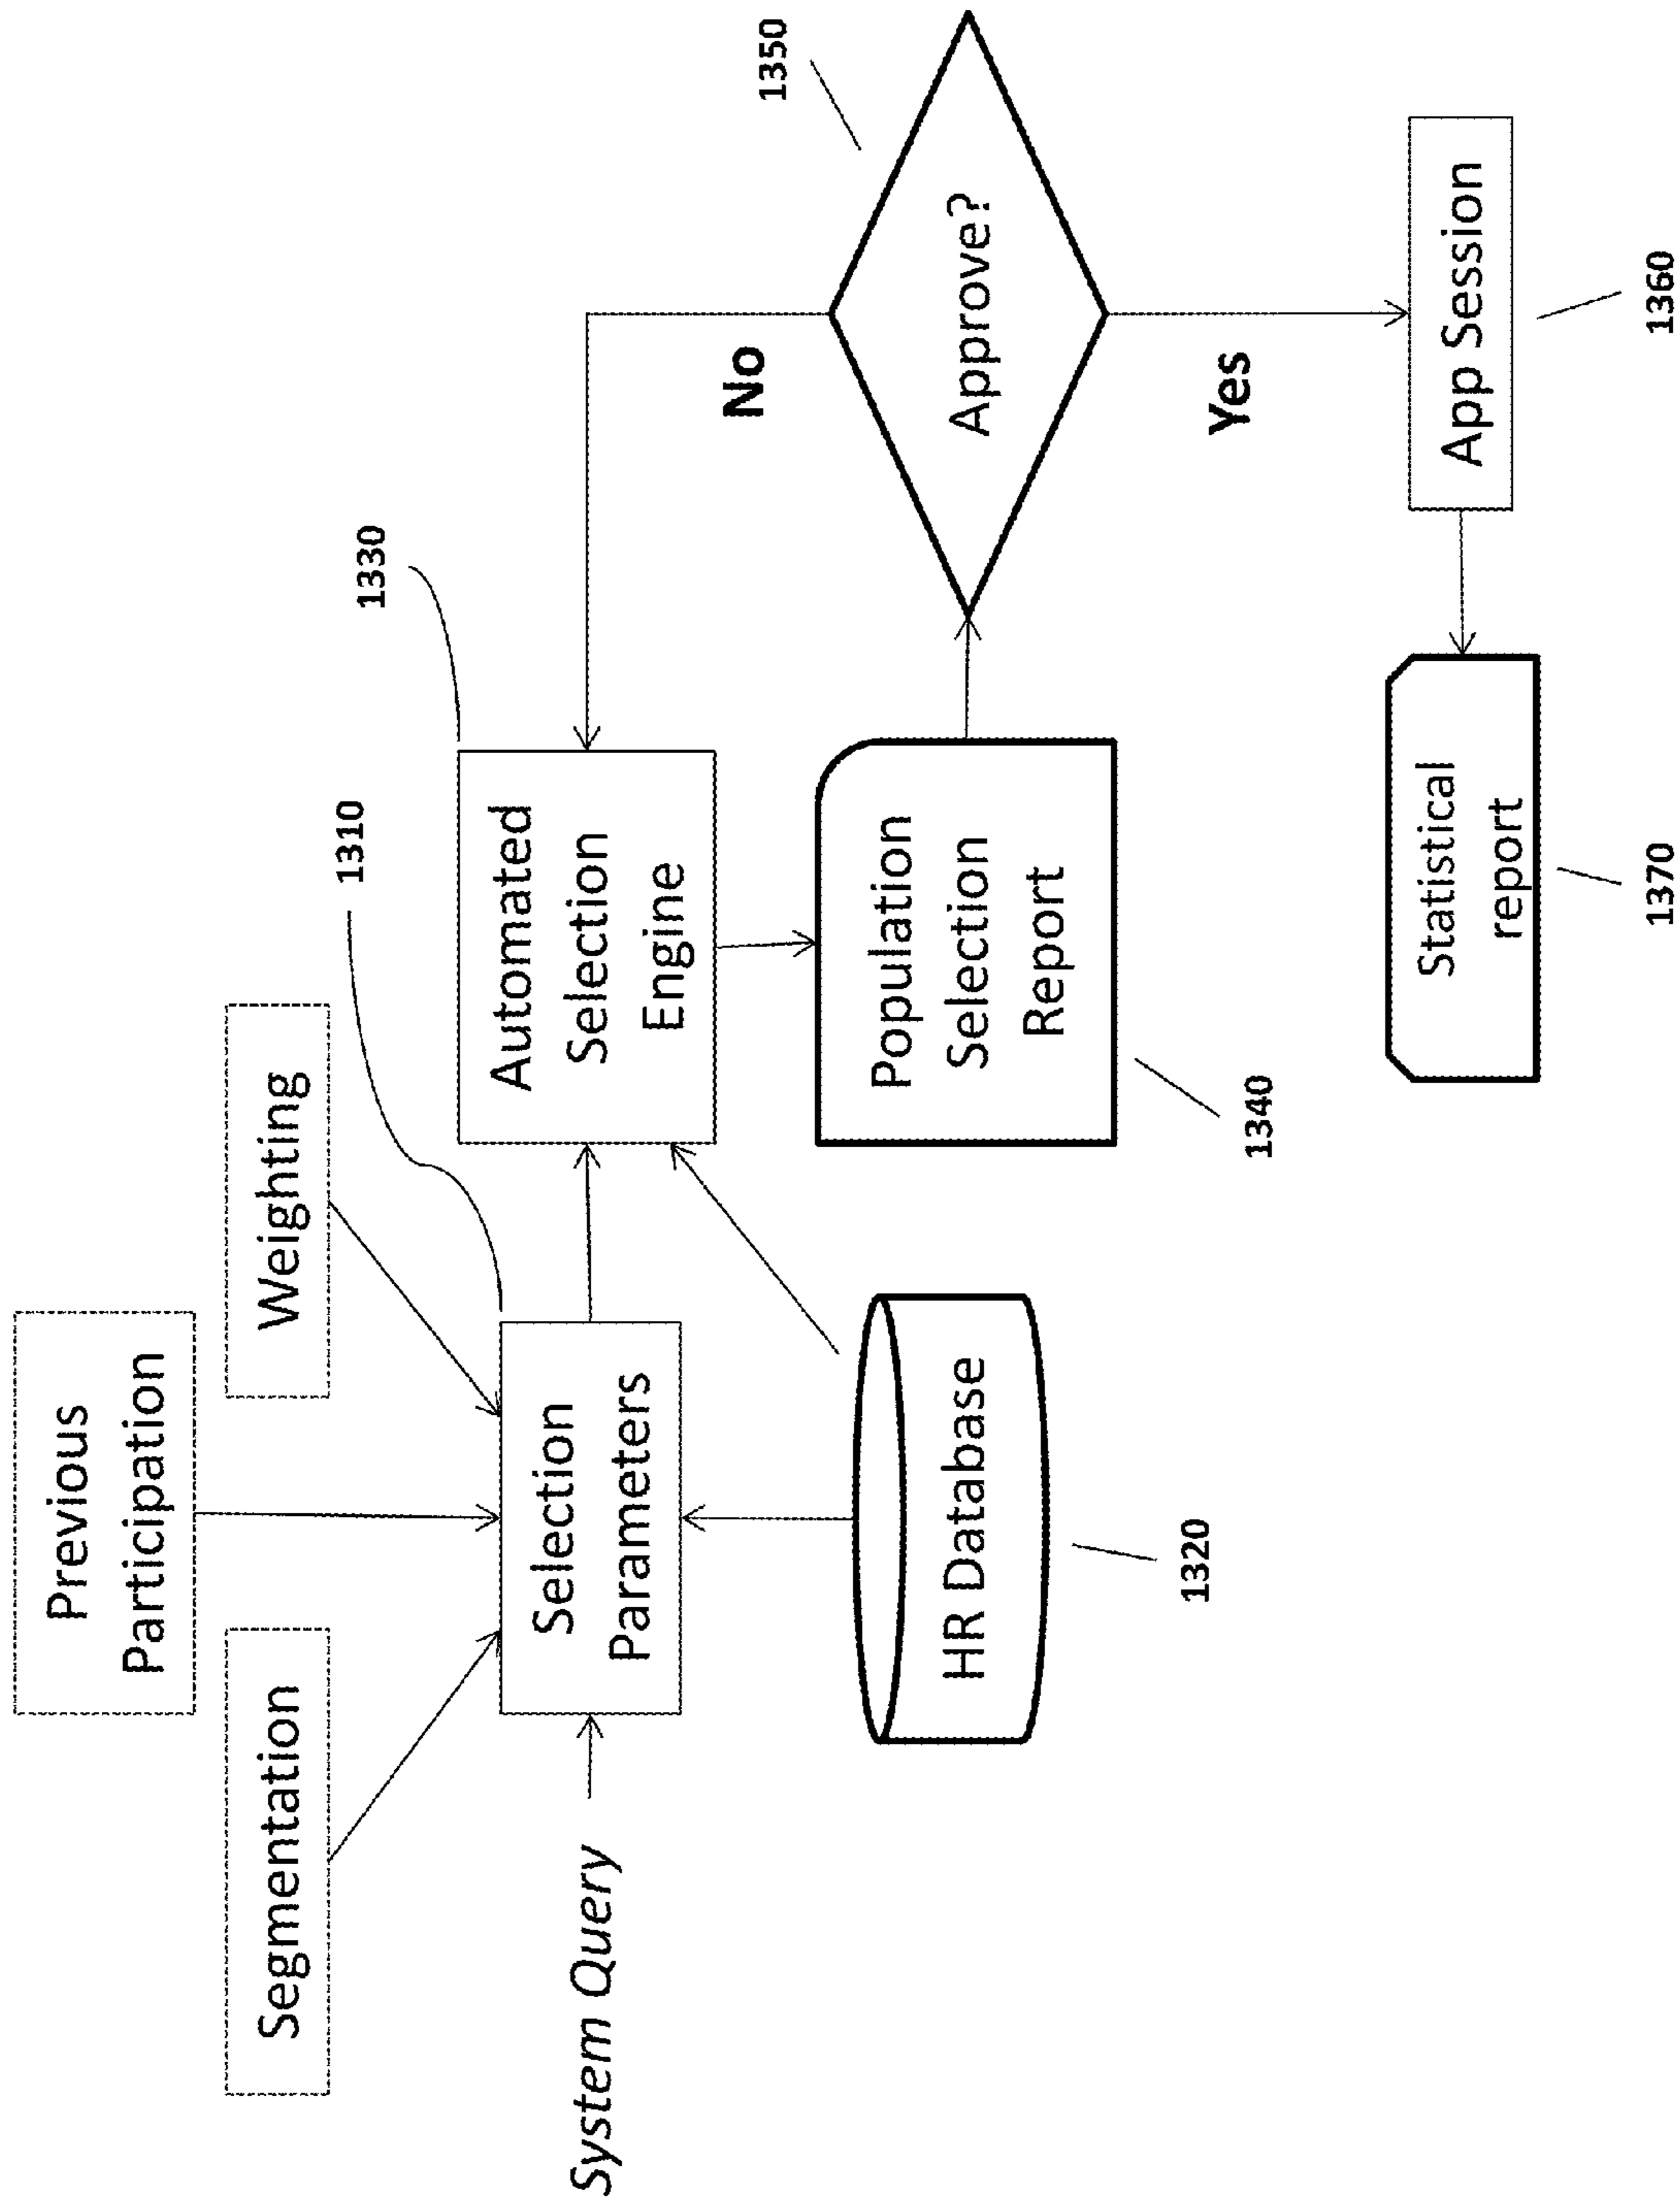 Previous
Participation
Segmentation
Weighting
1310
1330
System Query
Selection
Parameters
Automated
Selection
Engine
No
1350
HR Database
1320
Population
Selection
Report
1340
Approve?
Yes
Statistical
report
1370
App Session
1360